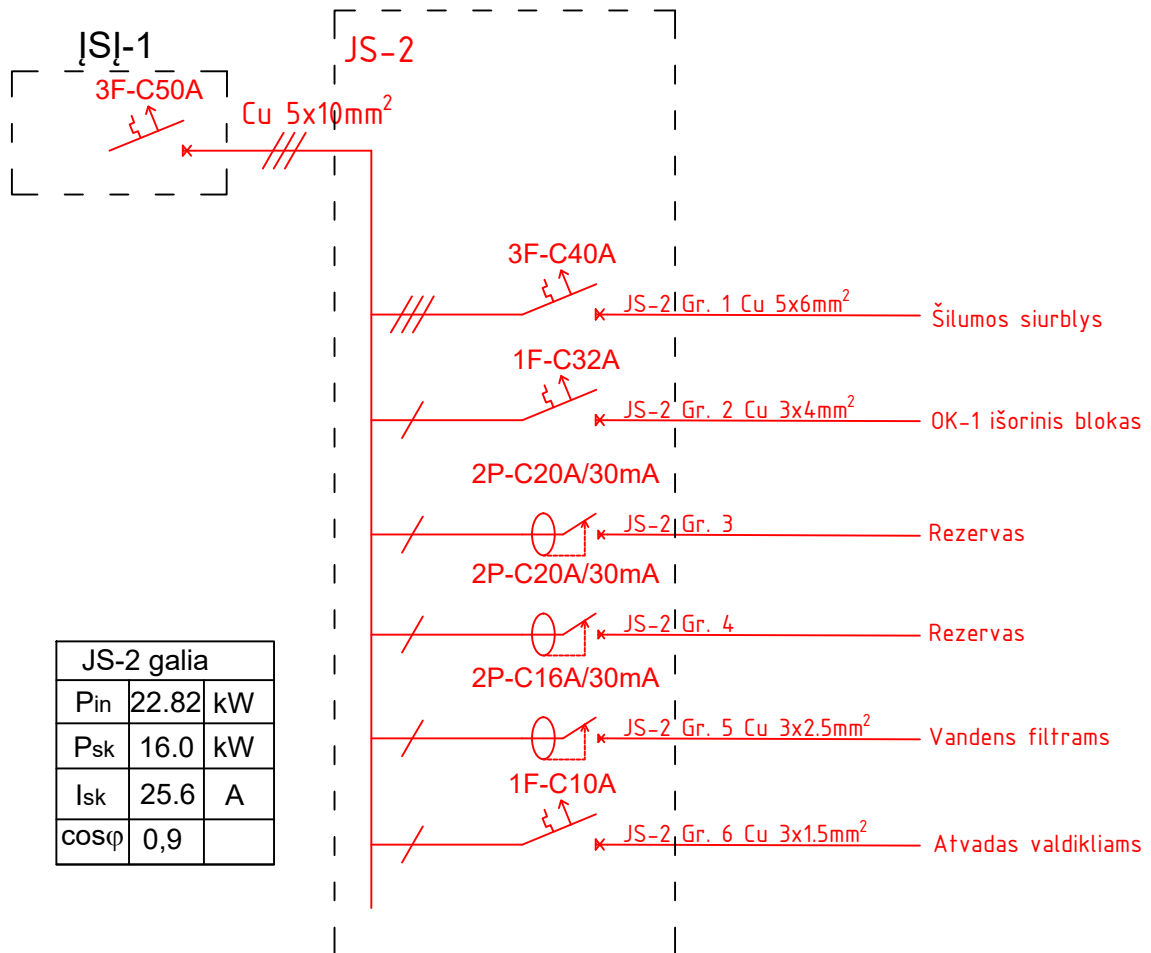 ĮSĮ-1
JS-2
3F-C50A
Cu 5x10mm²
3F-C40A
JS-2 Gr. 1 Cu 5x6mm²
Šilumos siurblys
1F-C32A
JS-2 Gr. 2 Cu 3x4mm²
OK-1 išorinis blokas
2P-C20A/30mA
JS-2 Gr. 3
Rezervas
2P-C20A/30mA
JS-2 Gr. 4
Rezervas
2P-C16A/30mA
JS-2 Gr. 5 Cu 3x2.5mm²
Vandens filtrams
1F-C10A
JS-2 Gr. 6 Cu 3x1.5mm²
Atvadas valdikliams
JS-2 galia
Pin 22.82 kW
Psk 16.0 kW
Isk 25.6 A
cosφ 0,9